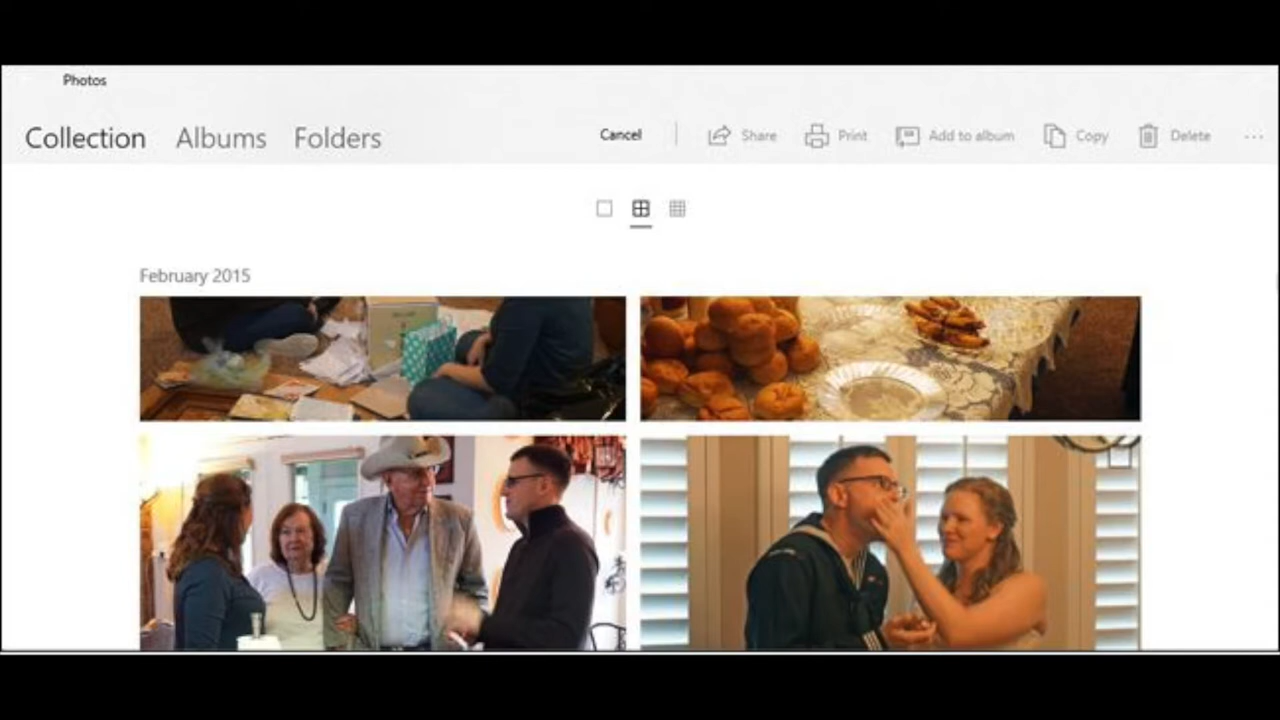 Photos
Collection Albums Folders Cancel Share Print Add to album Copy Delete ...
February 2015